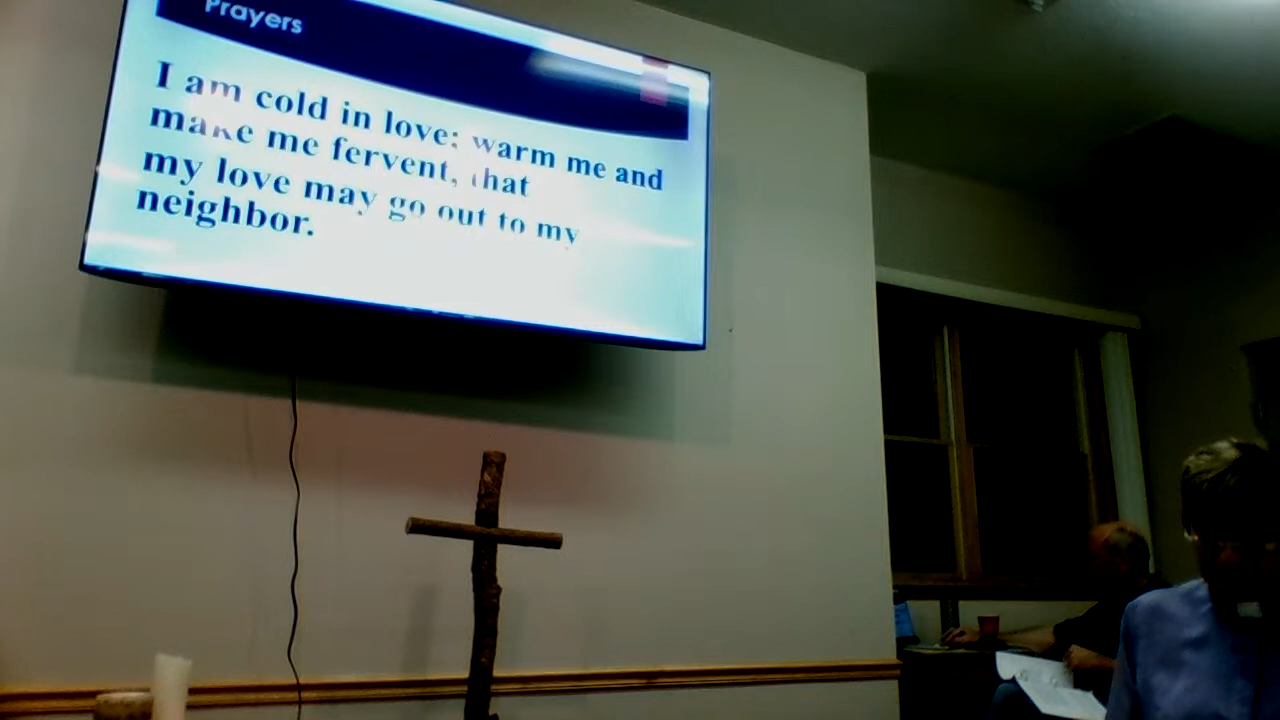 Prayers
I am cold in love; warm me and
make me fervent, that
my love may go out to my
neighbor.